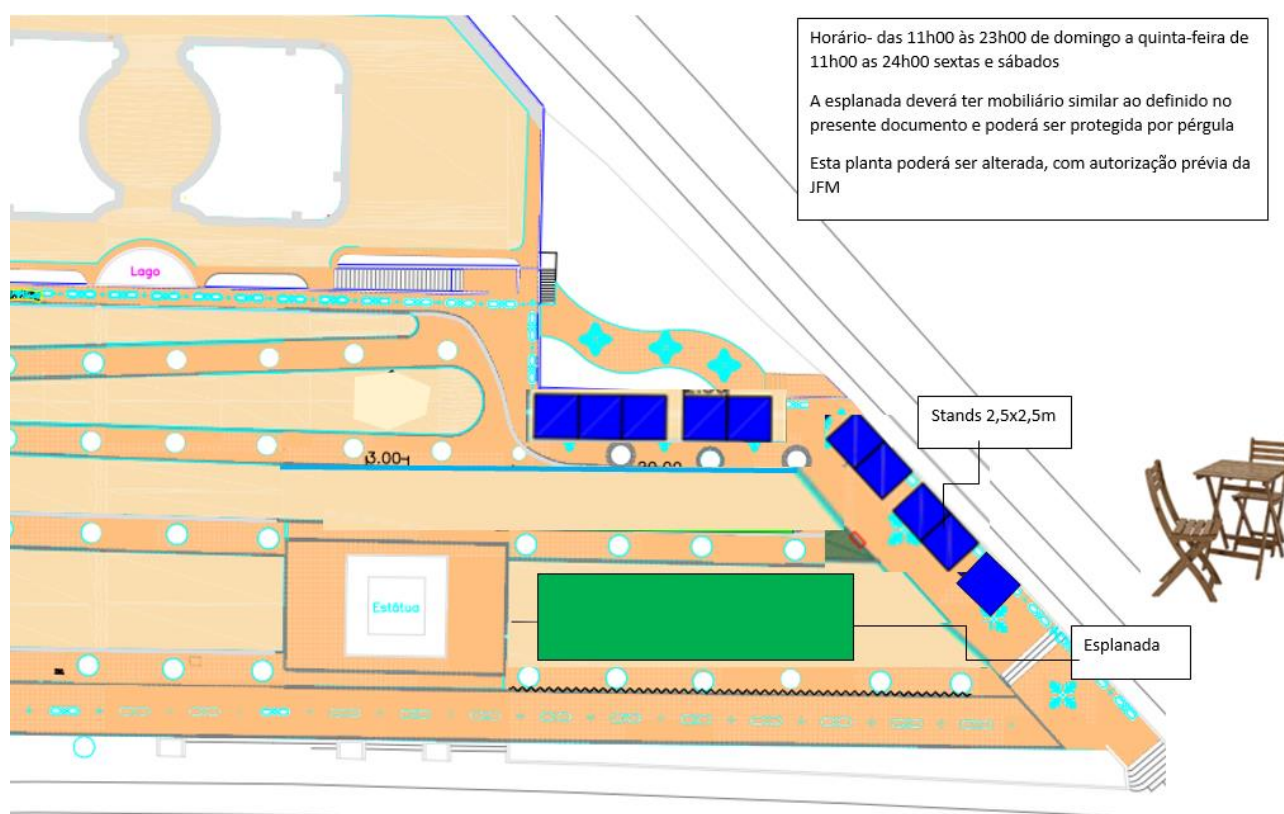 Horário- das 11h00 às 23h00 de domingo a quinta-feira de
11h00 as 24h00 sextas e sábados
A esplanada deverá ter mobiliário similar ao definido no
presente documento e poderá ser protegida por pérgula
Esta planta poderá ser alterada, com autorização prévia da
JFM
Lago
Stands 2,5x2,5m
3.00
Estátua
Esplanada